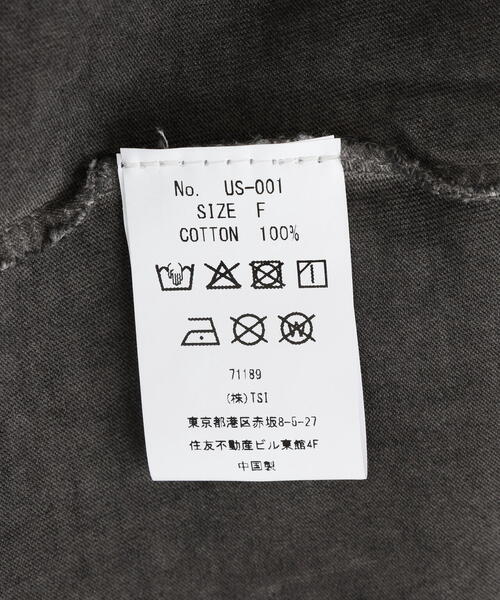 No. US-001
SIZE F
COTTON 100%
71189
(株)TSI
東京都港区赤坂8-5-27
住友不動産ビル東館4F
中国製